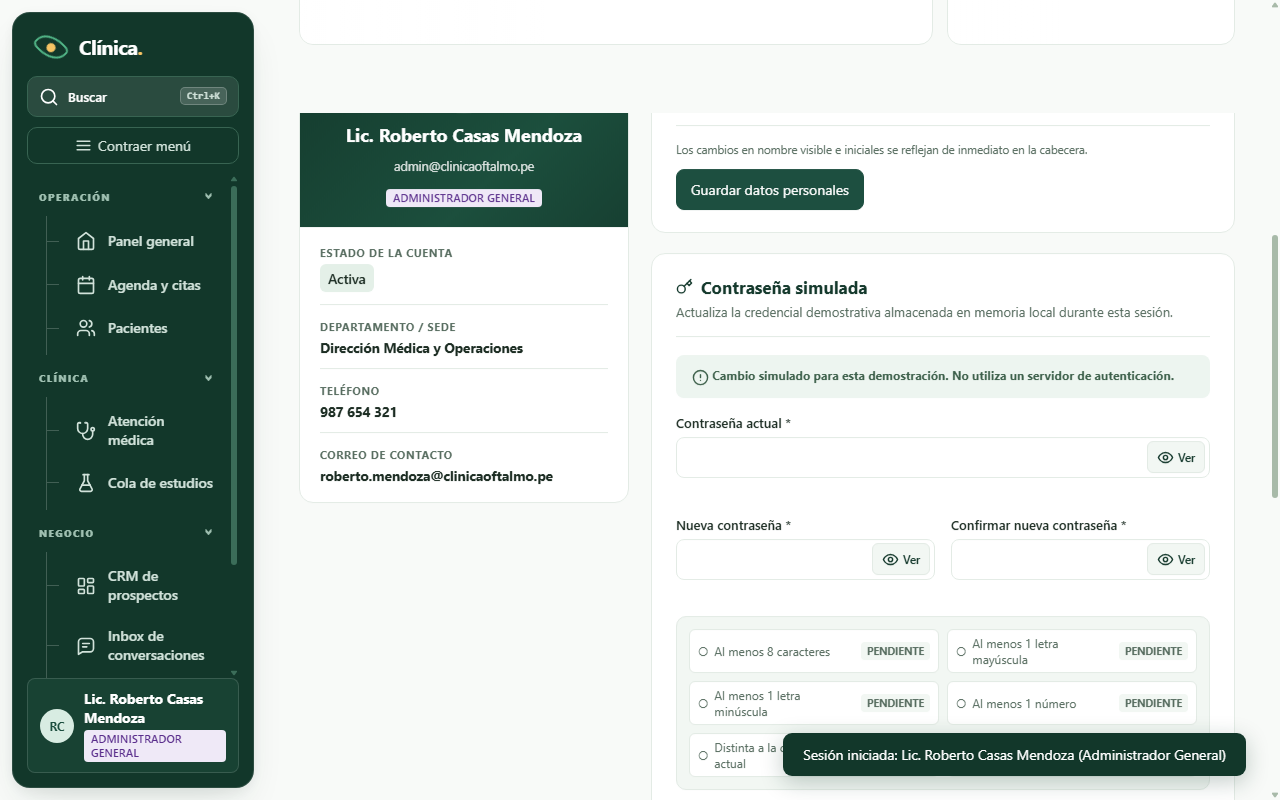 Clínica.
Buscar
Ctrl+K
Contraer menú
OPERACIÓN
Panel general
Agenda y citas
Pacientes
CLÍNICA
Atención
médica
Cola de estudios
NEGOCIO
CRM de
prospectos
Inbox de
conversaciones
RC
Lic. Roberto Casas
Mendoza
ADMINISTRADOR
GENERAL
Lic. Roberto Casas Mendoza
admin@clinicaoftalmo.pe
ADMINISTRADOR GENERAL
ESTADO DE LA CUENTA
Activa
DEPARTAMENTO / SEDE
Dirección Médica y Operaciones
TELÉFONO
987 654 321
CORREO DE CONTACTO
roberto.mendoza@clinicaoftalmo.pe
Los cambios en nombre visible e iniciales se reflejan de inmediato en la cabecera.
Guardar datos personales
Contraseña simulada
Actualiza la credencial demostrativa almacenada en memoria local durante esta sesión.
Cambio simulado para esta demostración. No utiliza un servidor de autenticación.
Contraseña actual *
Ver
Nueva contraseña *
Ver
Confirmar nueva contraseña *
Ver
Al menos 8 caracteres
PENDIENTE
Al menos 1 letra
mayúscula
PENDIENTE
Al menos 1 letra
minúscula
PENDIENTE
Al menos 1 número
PENDIENTE
Distinta a la
actual
Sesión iniciada: Lic. Roberto Casas Mendoza (Administrador General)